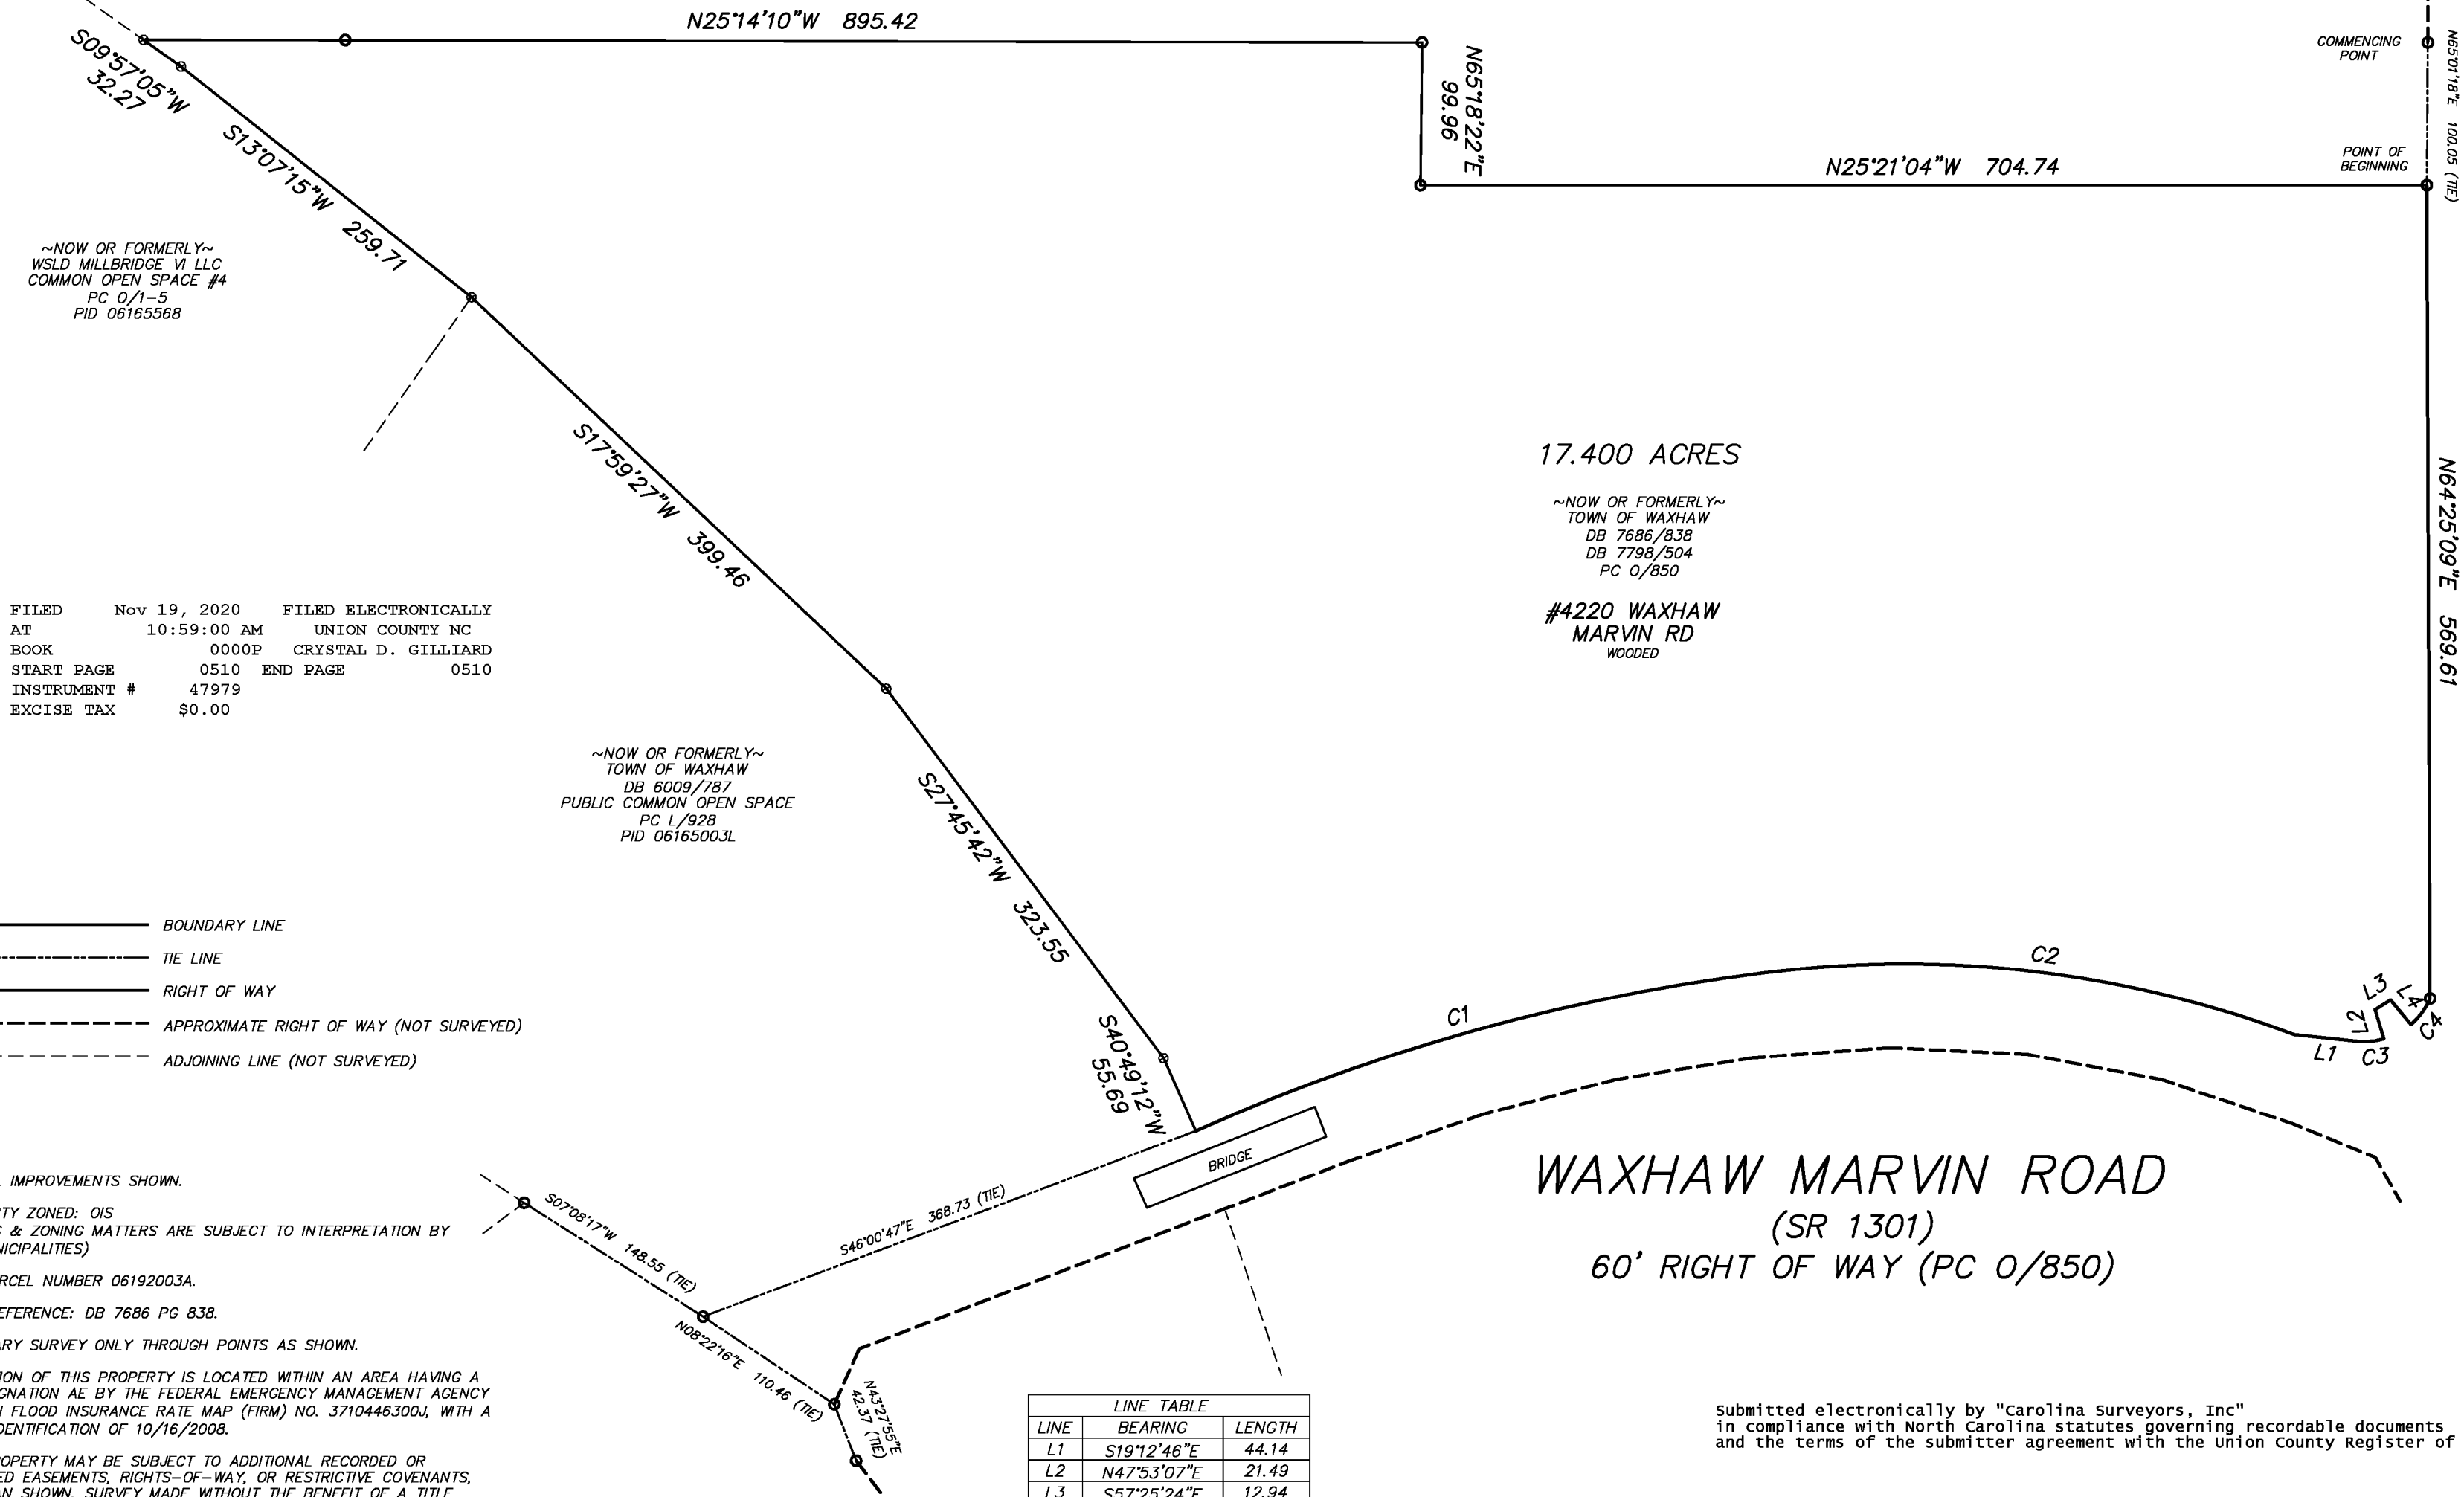 N25°14'10"W 895.42
S09°57'05"W
32.27
S13°07'15"W 259.71
N65°18'22"E
99.96
COMMENCING
POINT
N65°01'18"E 100.05 (TIE)
N25°21'04"W 704.74
POINT OF
BEGINNING
~NOW OR FORMERLY~
WSLD MILLBRIDGE VI LLC
COMMON OPEN SPACE #4
PC O/1-5
PID 06165568
S17°59'27"W 399.46
17.400 ACRES
~NOW OR FORMERLY~
TOWN OF WAXHAW
DB 7686/838
DB 7798/504
PC O/850
#4220 WAXHAW
MARVIN RD
WOODED
N64°25'09"E 569.61
FILED Nov 19, 2020 FILED ELECTRONICALLY
AT 10:59:00 AM UNION COUNTY NC
BOOK 0000P CRYSTAL D. GILLIARD
START PAGE 0510 END PAGE 0510
INSTRUMENT # 47979
EXCISE TAX $0.00
~NOW OR FORMERLY~
TOWN OF WAXHAW
DB 6009/787
PUBLIC COMMON OPEN SPACE
PC L/928
PID 06165003L
S27°45'42"W 323.55
BOUNDARY LINE
TIE LINE
RIGHT OF WAY
APPROXIMATE RIGHT OF WAY (NOT SURVEYED)
ADJOINING LINE (NOT SURVEYED)
S40°49'12"W
55.69
C1
C2
L1
C3
L2
L3
L4
C4
BRIDGE
WAXHAW MARVIN ROAD
(SR 1301)
60' RIGHT OF WAY (PC O/850)
S07°08'17"W 148.55 (TIE)
S46°00'47"E 368.73 (TIE)
N08°22'16"E 110.46 (TIE)
N43°27'55"E
42.37 (TIE)
IMPROVEMENTS SHOWN.
TY ZONED: OIS
& ZONING MATTERS ARE SUBJECT TO INTERPRETATION BY
NICIPALITIES)
RCEL NUMBER 06192003A.
EFERENCE: DB 7686 PG 838.
ARY SURVEY ONLY THROUGH POINTS AS SHOWN.
ION OF THIS PROPERTY IS LOCATED WITHIN AN AREA HAVING A
GNATION AE BY THE FEDERAL EMERGENCY MANAGEMENT AGENCY
FLOOD INSURANCE RATE MAP (FIRM) NO. 3710446300J, WITH A
DENTIFICATION OF 10/16/2008.
OPERTY MAY BE SUBJECT TO ADDITIONAL RECORDED OR
ED EASEMENTS, RIGHTS-OF-WAY, OR RESTRICTIVE COVENANTS,
AN SHOWN. SURVEY MADE WITHOUT THE BENEFIT OF A TITLE
LINE TABLE
LINE BEARING LENGTH
L1 S19°12'46"E 44.14
L2 N47°53'07"E 21.49
L3 S57°25'24"E 12.94
Submitted electronically by "Carolina Surveyors, Inc"
in compliance with North Carolina statutes governing recordable documents
and the terms of the submitter agreement with the Union County Register of